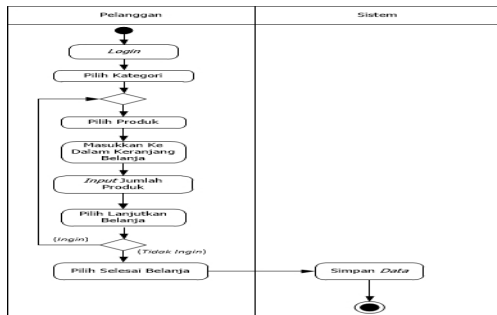 Pelanggan
Sistem
Login
Pilih Kategori
Pilih Produk
Masukkan Ke
Dalam Keranjang
Belanja
Input Jumlah
Produk
Pilih Lanjutkan
Belanja
(Ingin)
(Tidak Ingin)
Pilih Selesai Belanja
Simpan Data